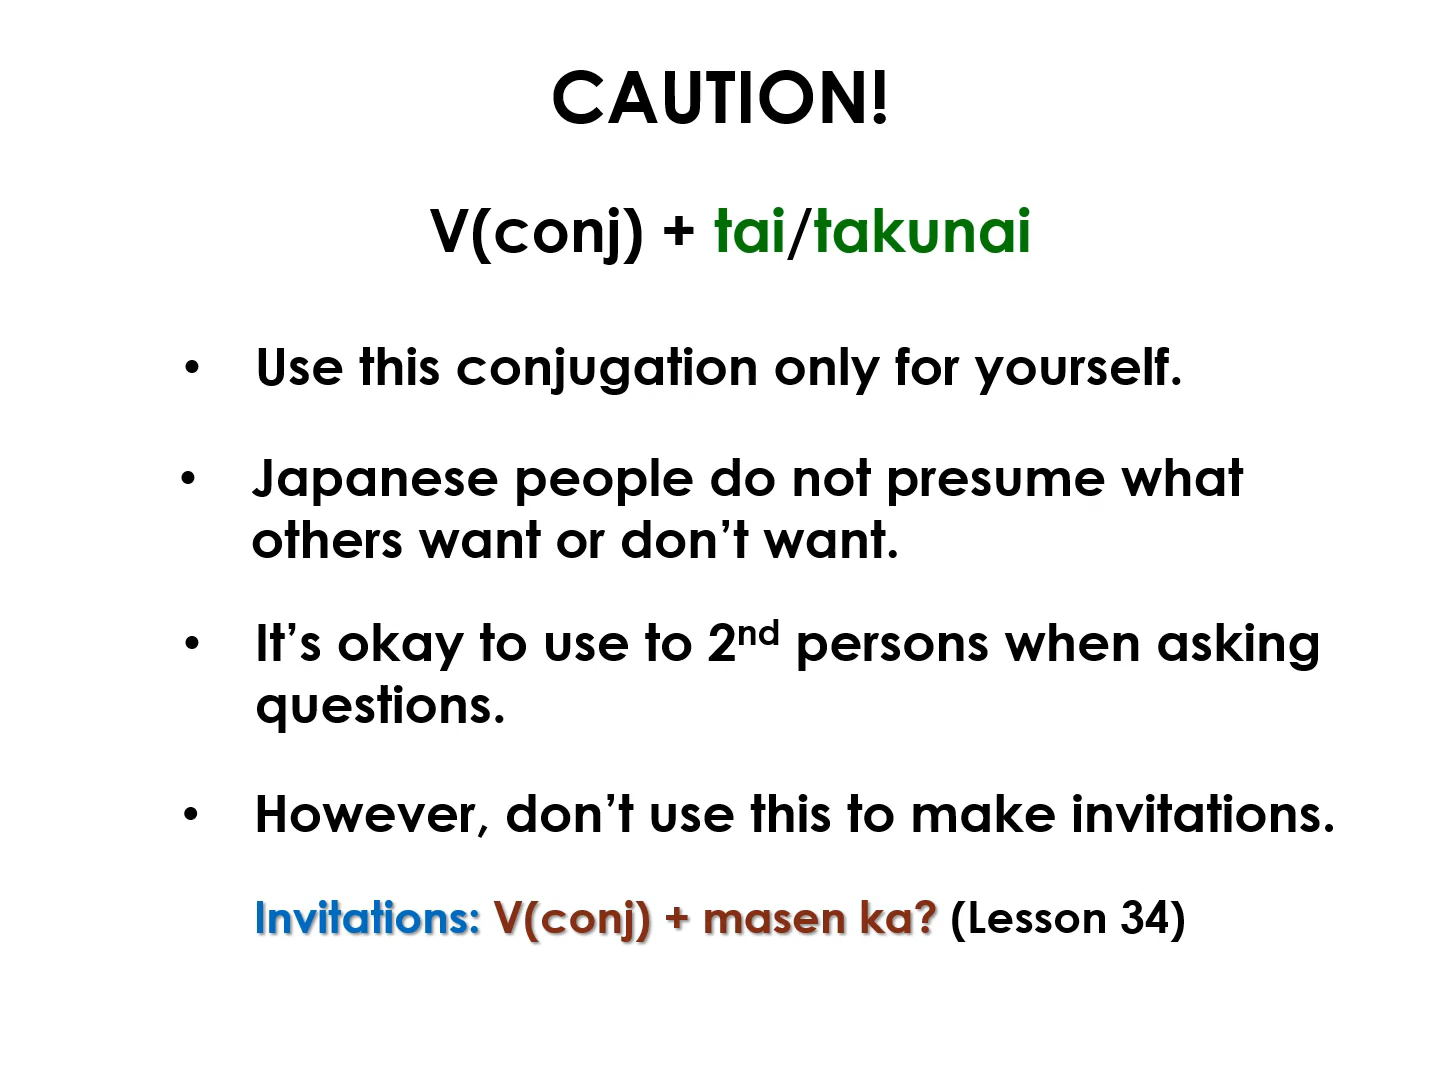 CAUTION!
V(conj) + tai/takunai
• Use this conjugation only for yourself.
• Japanese people do not presume what
others want or don’t want.
• It’s okay to use to 2nd persons when asking
questions.
• However, don’t use this to make invitations.
Invitations: V(conj) + masen ka? (Lesson 34)